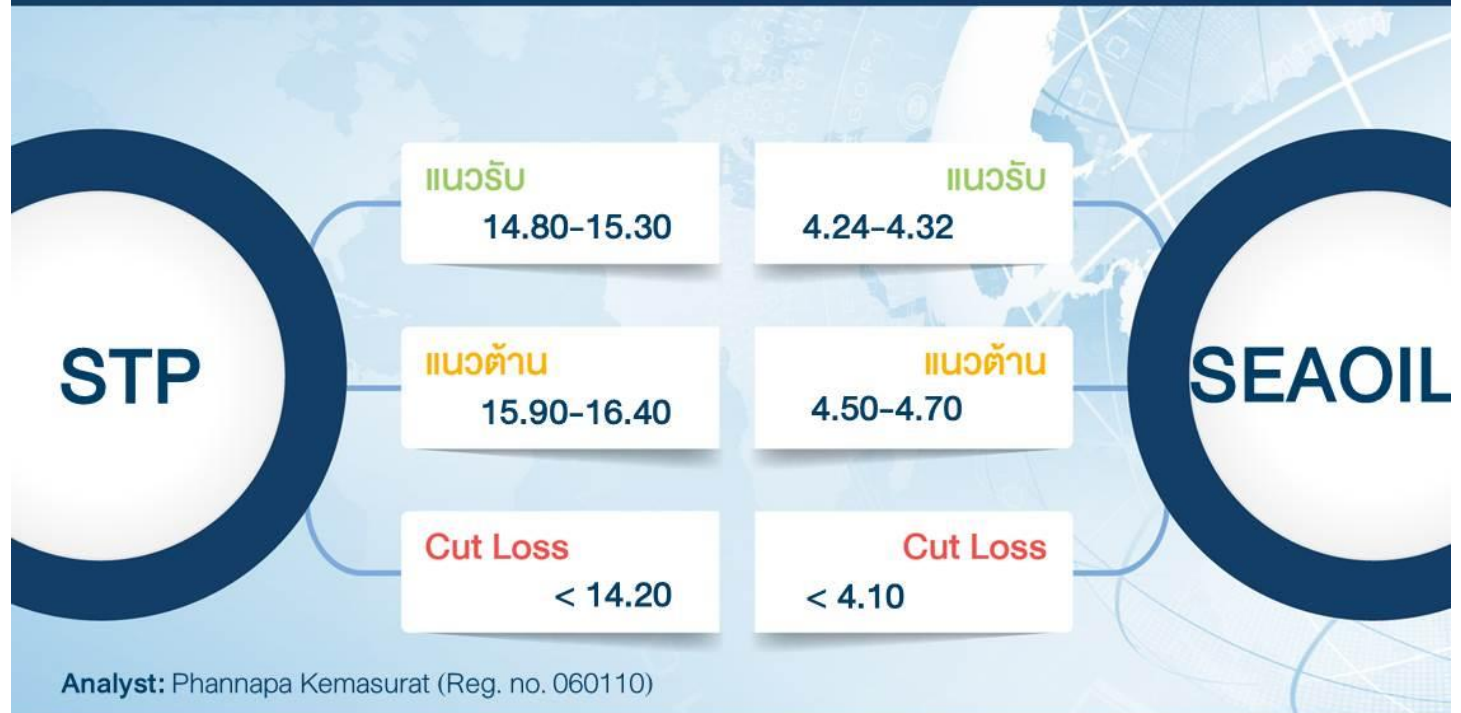 STP
แนวรับ
14.80-15.30
แนวต้าน
15.90-16.40
Cut Loss
< 14.20
แนวรับ
4.24-4.32
แนวต้าน
4.50-4.70
Cut Loss
< 4.10
SEAOIL
Analyst: Phannapa Kemasurat (Reg. no. 060110)